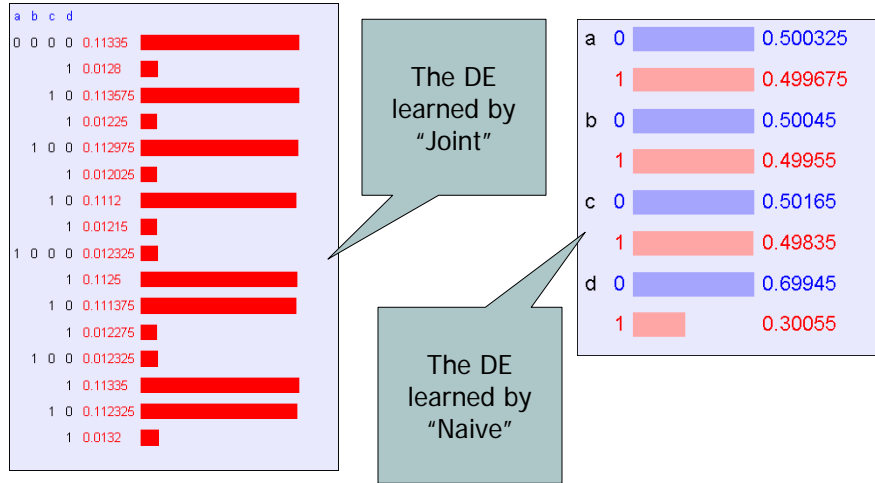 a b c d
0 0 0 0 0.11335
1 0.0128
1 0 0.113575
1 0.01225
1 0 0 0.112975
1 0.012025
1 0 0.1112
1 0.01215
1 0 0 0 0.012325
1 0.1125
1 0 0.111375
1 0.012275
1 0 0 0.012325
1 0.11335
1 0 0.112325
1 0.0132
The DE
learned by
“Joint”
The DE
learned by
“Naive”
a 0 0.500325
1 0.499675
b 0 0.50045
1 0.49955
c 0 0.50165
1 0.49835
d 0 0.69945
1 0.30055